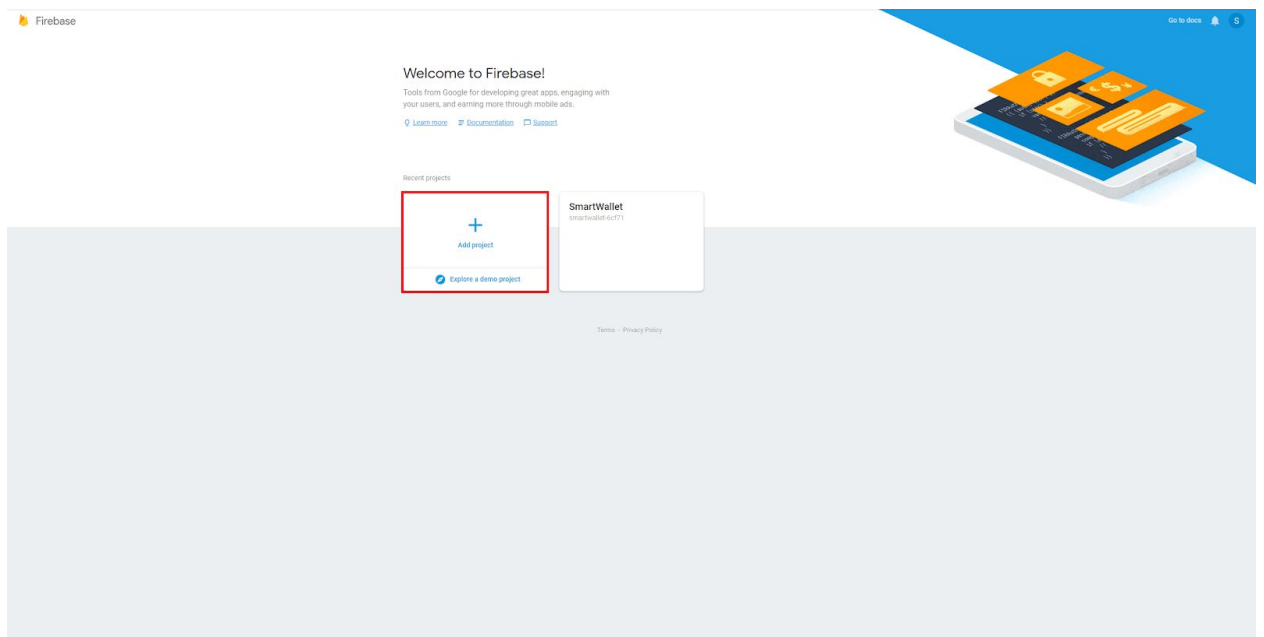 Firebase
Go to docs
S
Welcome to Firebase!
Tools from Google for developing great apps, engaging with
your users, and earning more through mobile ads.
Learn more Documentation Support
Recent projects
Add project
Explore a demo project
SmartWallet
smartwallet-6cf71
Terms - Privacy Policy